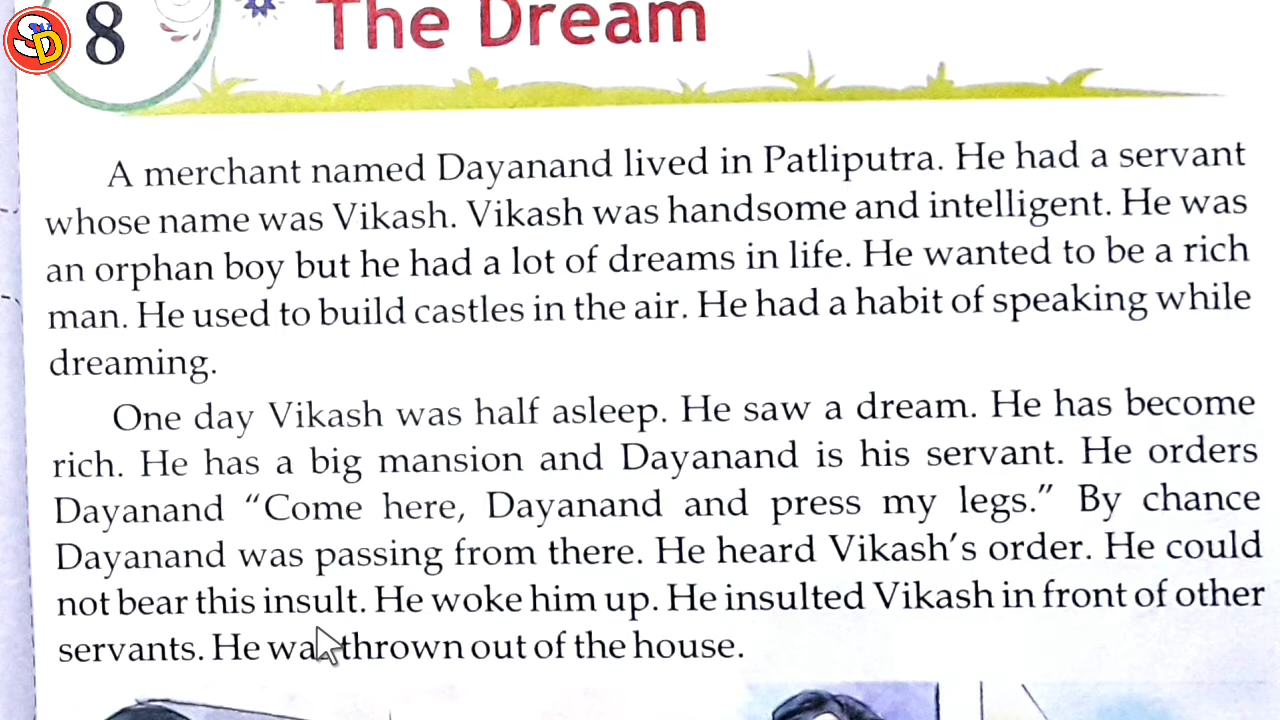 SD
8
The Dream
A merchant named Dayanand lived in Patliputra. He had a servant
whose name was Vikash. Vikash was handsome and intelligent. He was
an orphan boy but he had a lot of dreams in life. He wanted to be a rich
man. He used to build castles in the air. He had a habit of speaking while
dreaming.
One day Vikash was half asleep. He saw a dream. He has become
rich. He has a big mansion and Dayanand is his servant. He orders
Dayanand “Come here, Dayanand and press my legs.” By chance
Dayanand was passing from there. He heard Vikash’s order. He could
not bear this insult. He woke him up. He insulted Vikash in front of other
servants. He was thrown out of the house.